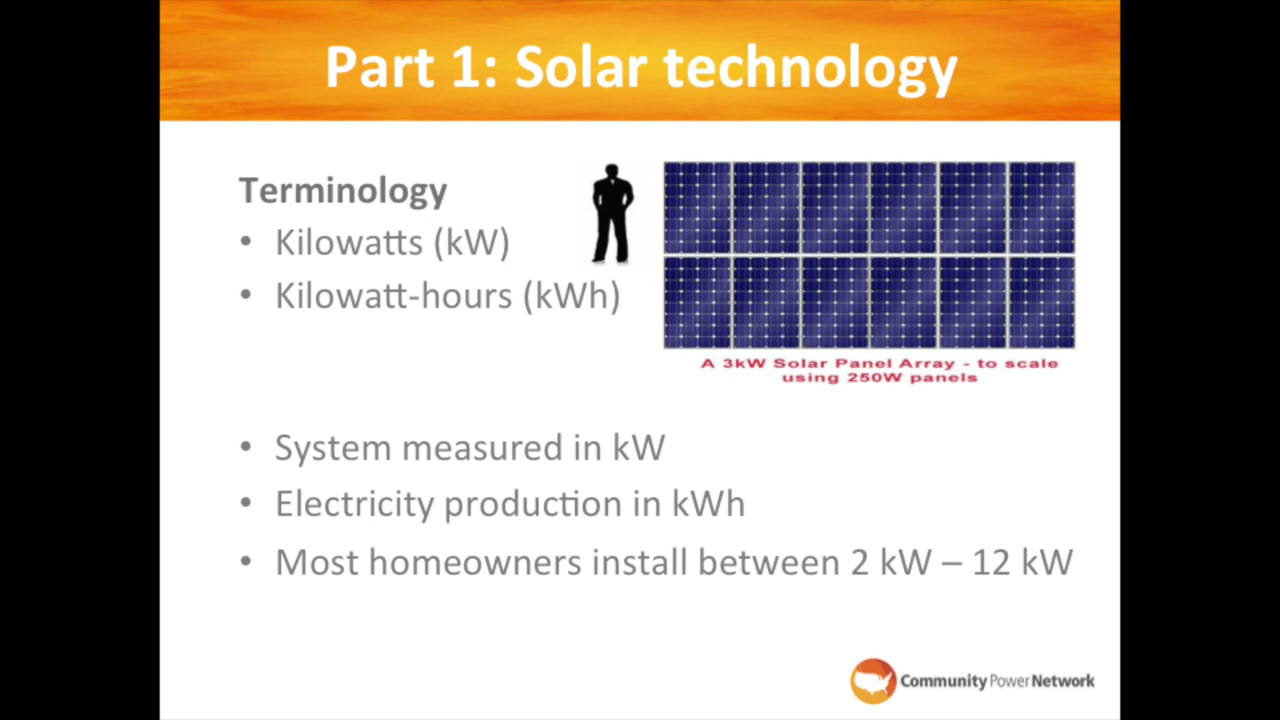 Part 1: Solar technology
Terminology
• Kilowatts (kW)
• Kilowatt-hours (kWh)
A 3kW Solar Panel Array - to scale
using 250W panels
• System measured in kW
• Electricity production in kWh
• Most homeowners install between 2 kW – 12 kW
Community Power Network